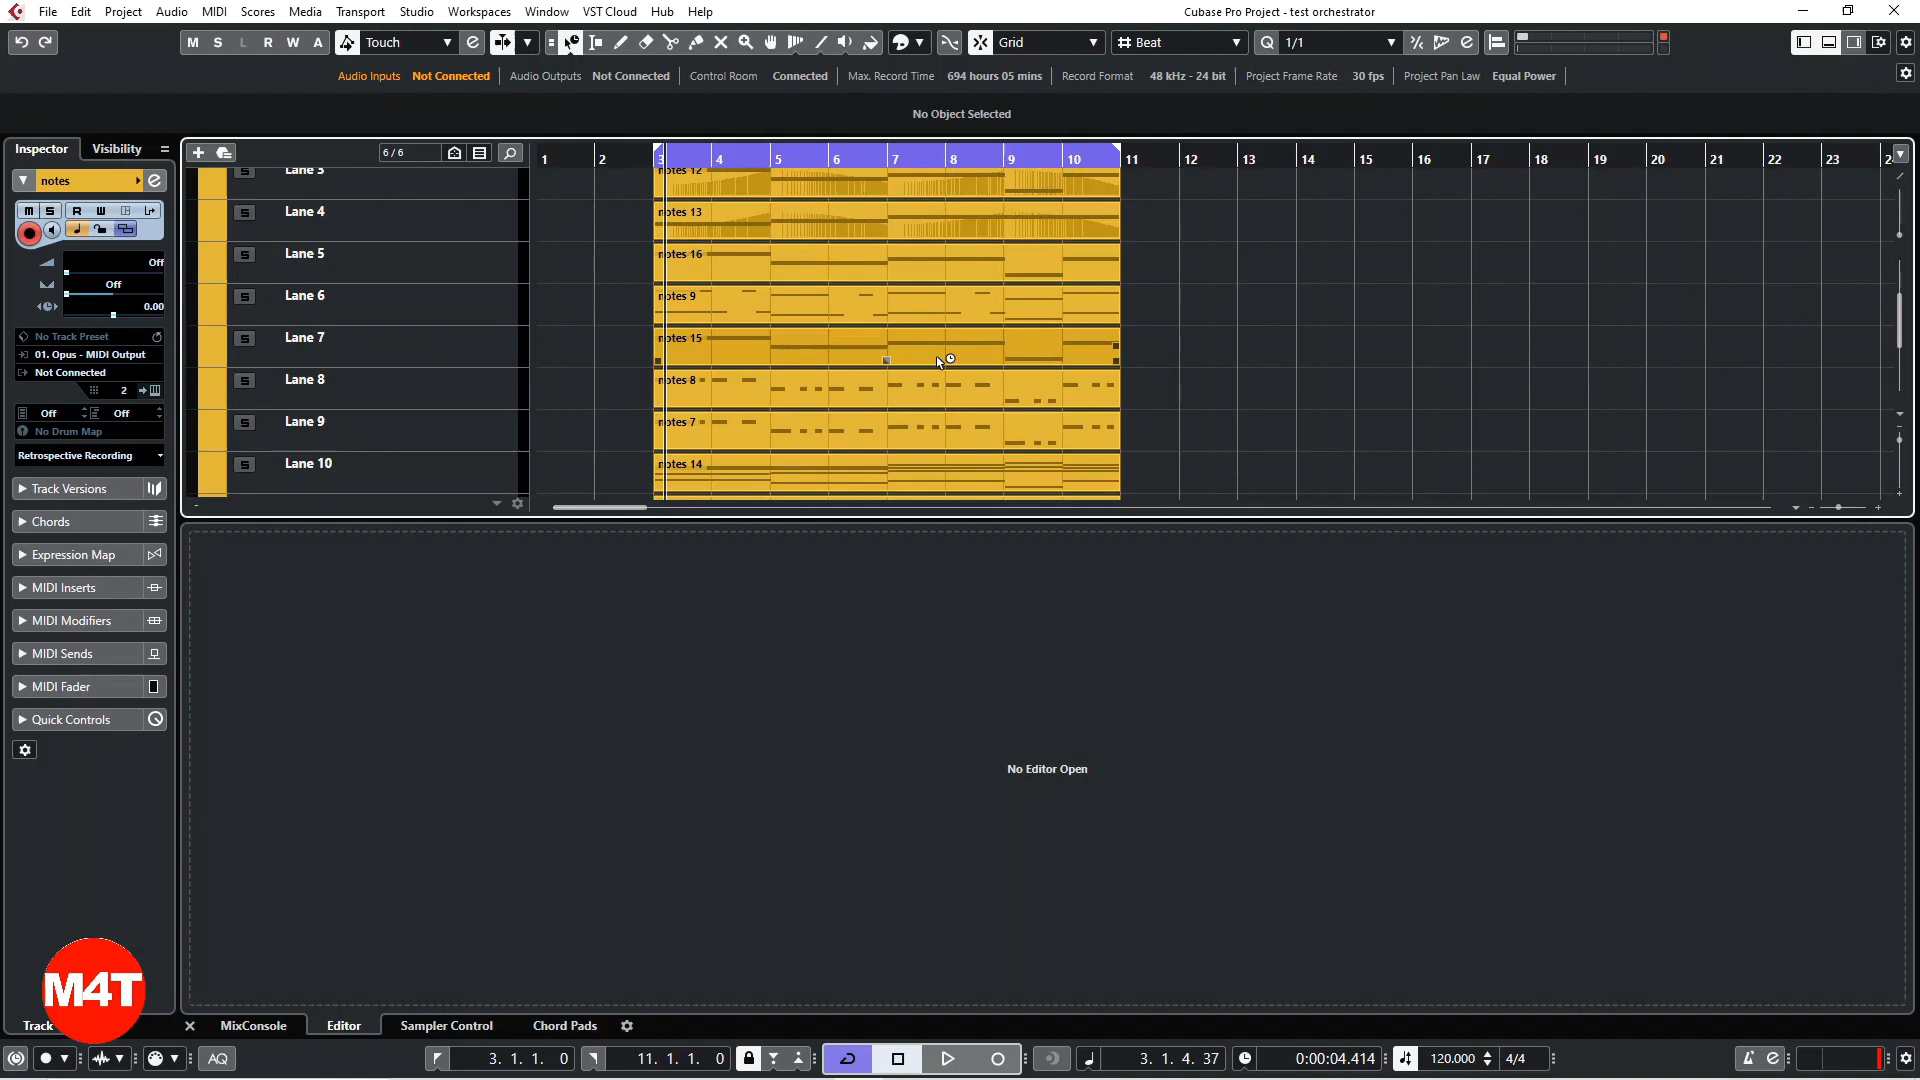 File Edit Project Audio MIDI Scores Media Transport Studio Workspaces Window VST Cloud Hub Help
Cubase Pro Project - test orchestrator
M S L R W A Touch Grid Beat Q 1/1
Audio Inputs Not Connected Audio Outputs Not Connected Control Room Connected Max. Record Time 694 hours 05 mins Record Format 48 kHz - 24 bit Project Frame Rate 30 fps Project Pan Law Equal Power
No Object Selected
Inspector Visibility
6 / 6
1 2 3 4 5 6 7 8 9 10 11 12 13 14 15 16 17 18 19 20 21 22 23
notes
M S R W
Off
Off
0.00
No Track Preset
01. Opus - MIDI Output
Not Connected
2
Off Off
No Drum Map
Retrospective Recording
Track Versions
Chords
Expression Map
MIDI Inserts
MIDI Modifiers
MIDI Sends
MIDI Fader
Quick Controls
S Lane 3 notes 12
S Lane 4 notes 13
S Lane 5 notes 16
S Lane 6 notes 9
S Lane 7 notes 15
S Lane 8 notes 8
S Lane 9 notes 7
S Lane 10 notes 14
No Editor Open
M4T
Track
MixConsole Editor Sampler Control Chord Pads
AQ 3. 1. 1. 0 11. 1. 1. 0 3. 1. 4. 37 0:00:04.414 120.000 4/4